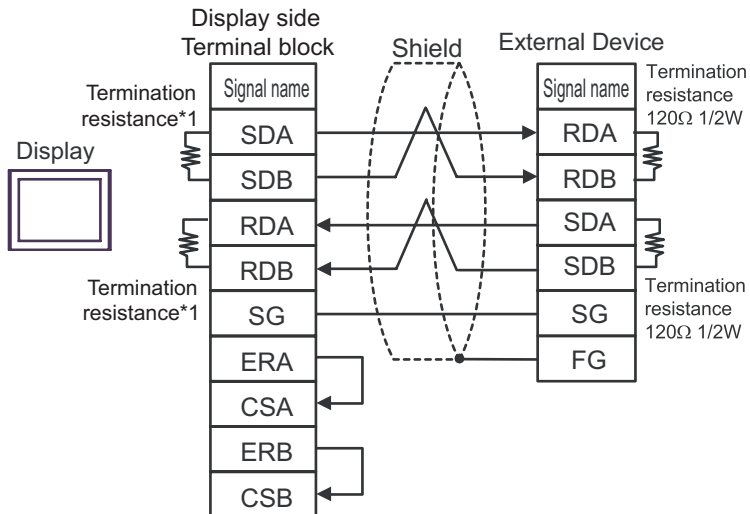 Display side
Terminal block
Shield
External Device
Termination
resistance*1
Signal name
Signal name
Termination
resistance
120Ω 1/2W
Display
SDA
RDA
SDB
RDB
RDA
SDA
RDB
SDB
Termination
resistance*1
Termination
resistance
120Ω 1/2W
SG
SG
ERA
FG
CSA
ERB
CSB